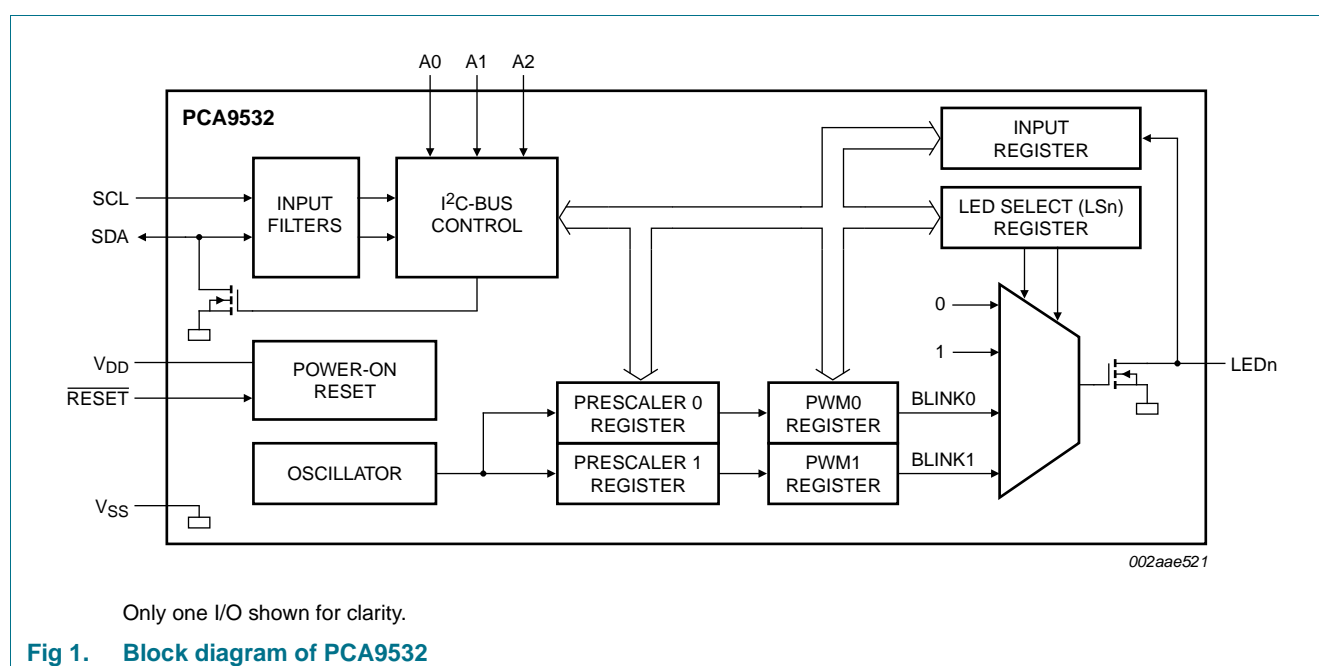 A0 A1 A2
PCA9532
SCL
SDA
INPUT
FILTERS
I2C-BUS
CONTROL
INPUT
REGISTER
LED SELECT (LSn)
REGISTER
0
1
VDD
RESET
POWER-ON
RESET
LEDn
PRESCALER 0
REGISTER
PWM0
REGISTER
BLINK0
OSCILLATOR
PRESCALER 1
REGISTER
PWM1
REGISTER
BLINK1
VSS
002aae521
Only one I/O shown for clarity.
Fig 1. Block diagram of PCA9532